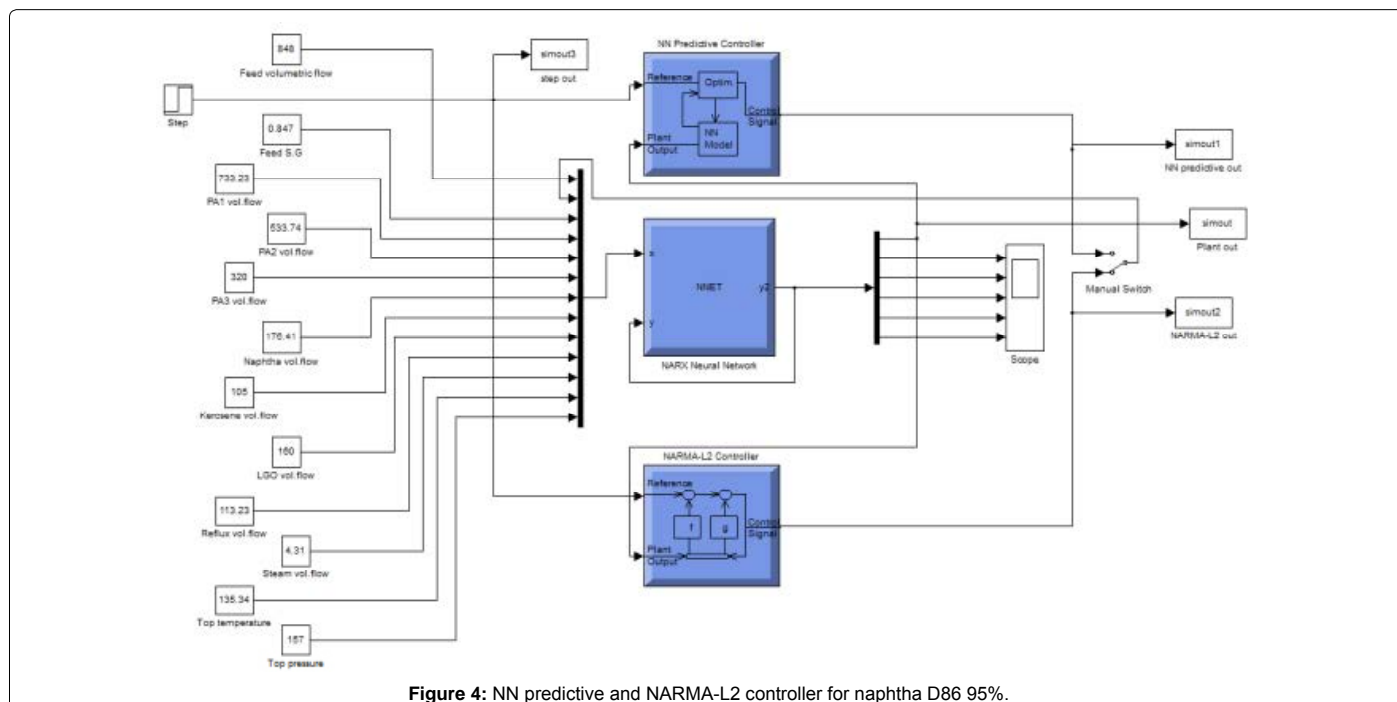 848
Feed volumetric flow
Step
0.847
Feed S.G
733.23
PA1 vol.flow
533.74
PA2 vol.flow
320
PA3 vol.flow
176.41
Naphtha vol.flow
105
Kerosene vol.flow
160
LGO vol.flow
113.23
Reflux vol.flow
4.31
Steam vol.flow
135.34
Top temperature
157
Top pressure
simout3
step out
NN Predictive Controller
Reference
Optim.
Control
Signal
Plant
Output
NN
Model
x
NNET
y2
y
NARX Neural Network
NARMA-L2 Controller
Reference
f
g
Control
Signal
Plant
Output
Scope
Manual Switch
simout1
NN predictive out
simout
Plant out
simout2
NARMA-L2 out
Figure 4: NN predictive and NARMA-L2 controller for naphtha D86 95%.